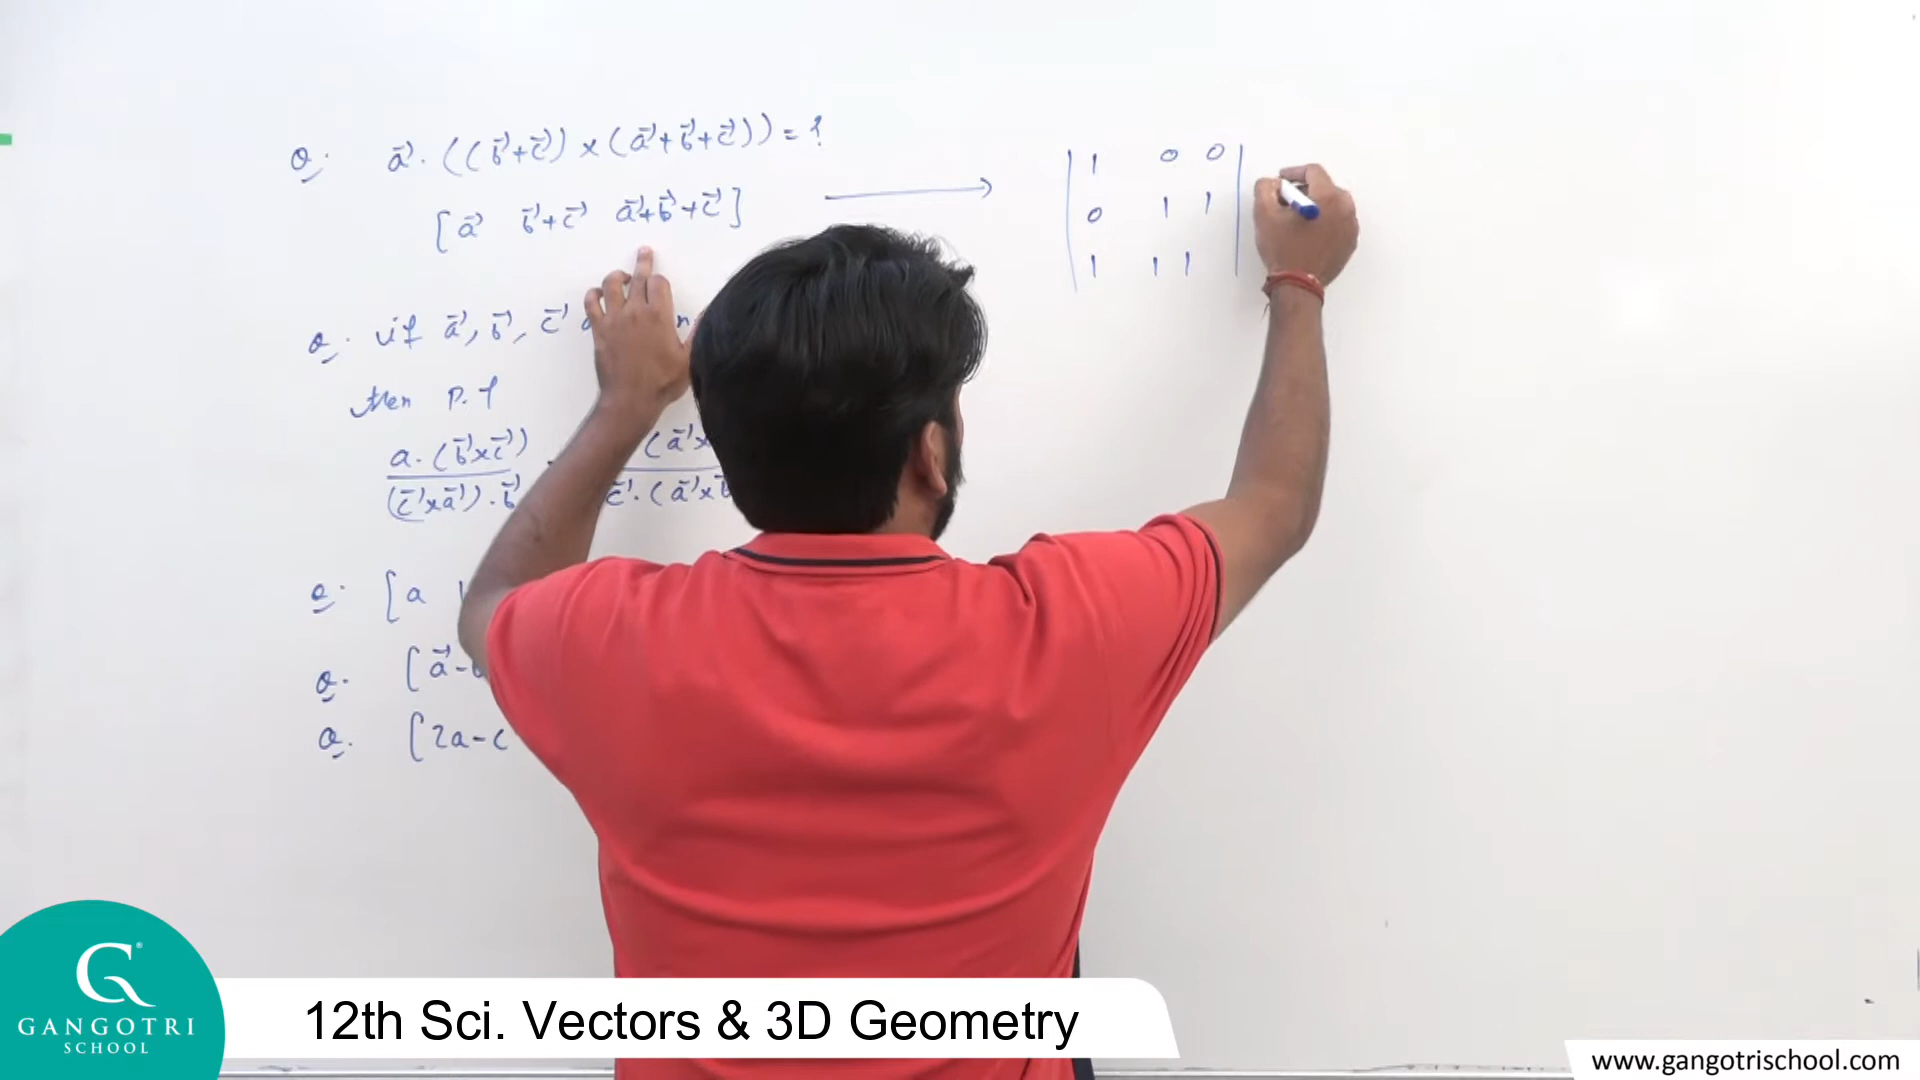 Q. a⃗ · ((b⃗+c⃗) × (a⃗+b⃗+c⃗)) = ?
[a⃗ b⃗+c⃗ a⃗+b⃗+c⃗] ⟶
| 1 0 0 |
| 0 1 1 |
| 1 1 1 |
Q. if a⃗, b⃗, c⃗
then P.T
a · (b⃗×c⃗) (a⃗×
(c⃗×a⃗) · b⃗ c⃗ · (a⃗×b
Q. [a
Q. [a⃗-
Q. [2a-c
G
GANGOTRI
SCHOOL
12th Sci. Vectors & 3D Geometry
www.gangotrischool.com